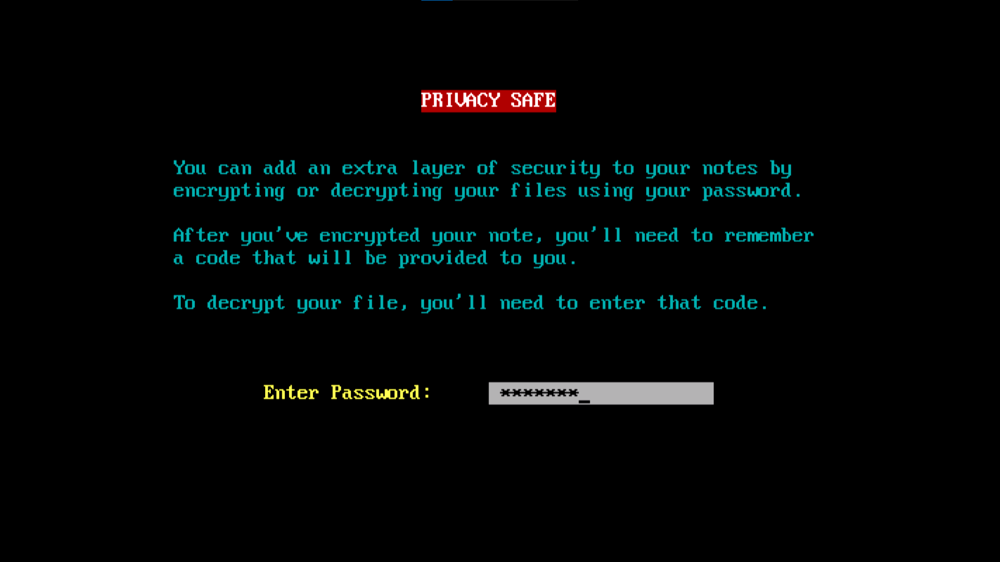 PRIVACY SAFE
You can add an extra layer of security to your notes by
encrypting or decrypting your files using your password.
After you've encrypted your note, you'll need to remember
a code that will be provided to you.
To decrypt your file, you'll need to enter that code.
Enter Password: *******_